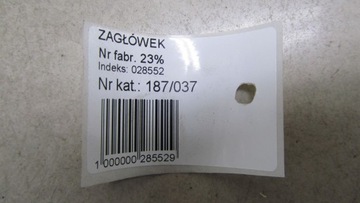 ZAGŁÓWEK
Nr fabr. 23%
Indeks: 028552
Nr kat.: 187/037
1 000000 285529